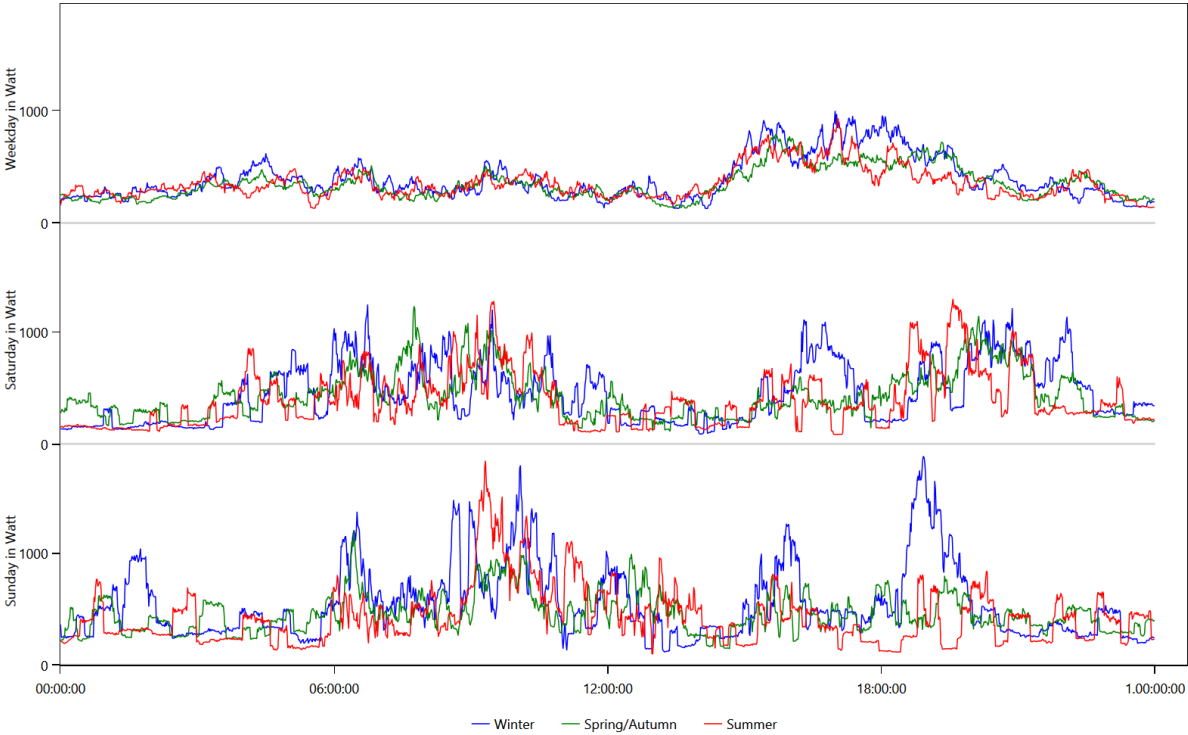 Weekday in Watt
1000
0
Saturday in Watt
1000
0
Sunday in Watt
1000
0
00:00:00 06:00:00 12:00:00 18:00:00 1.00:00:00
Winter Spring/Autumn Summer